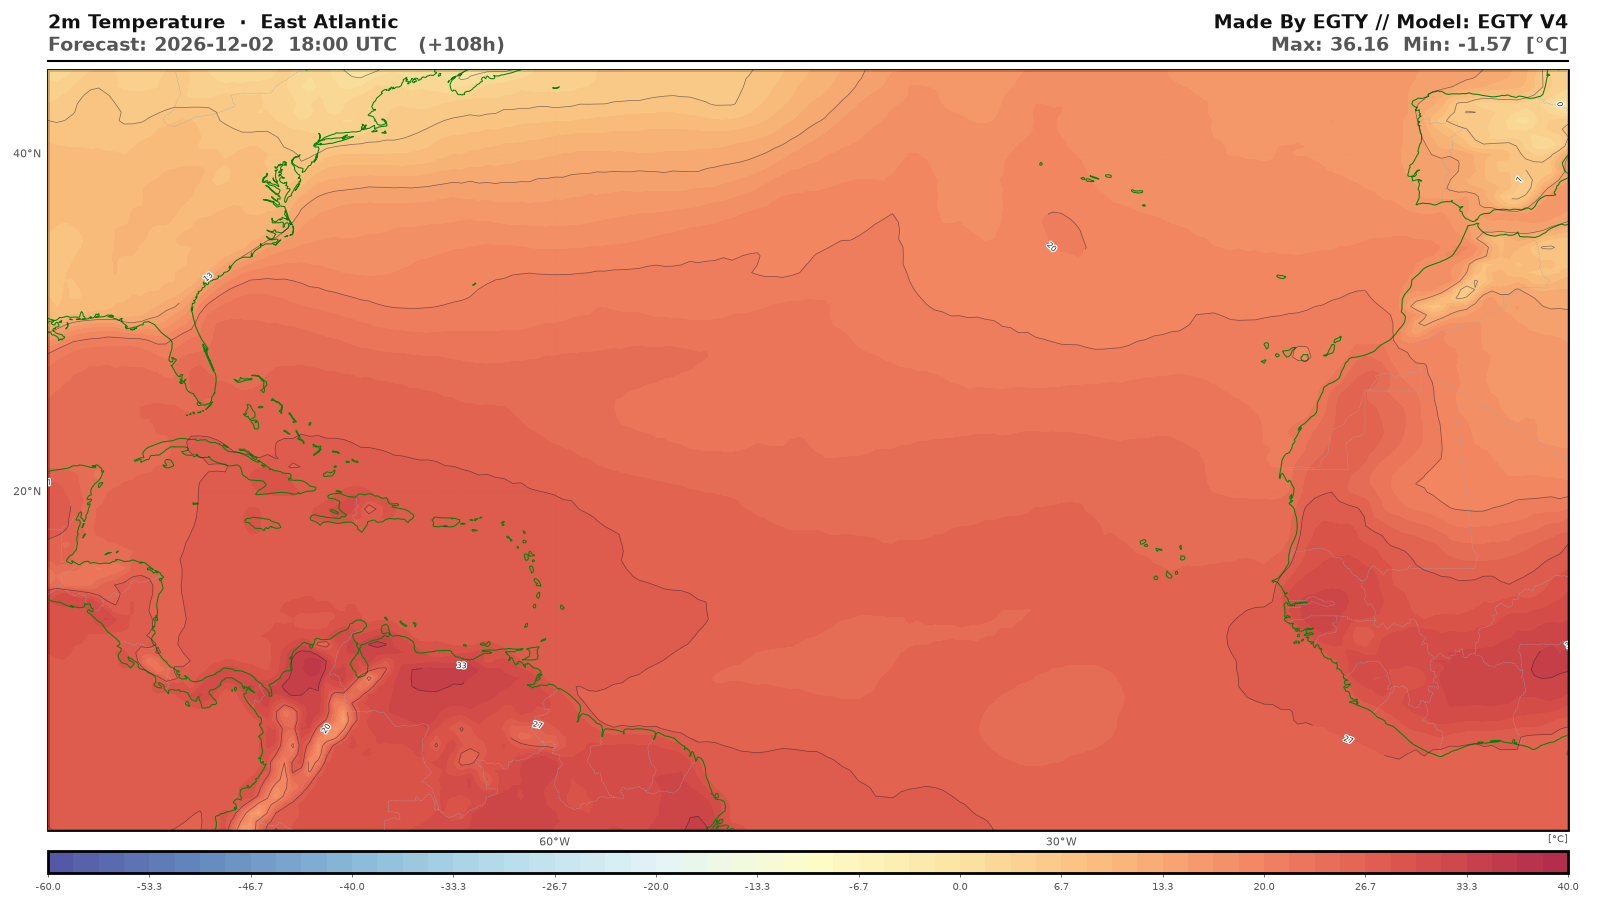 2m Temperature · East Atlantic
Made By EGTY // Model: EGTY V4
Forecast: 2026-12-02 18:00 UTC (+108h)
Max: 36.16 Min: -1.57 [°C]
0
40°N
7
20
13
20°N
33
20
27
27
60°W
30°W
[°C]
-60.0 -53.3 -46.7 -40.0 -33.3 -26.7 -20.0 -13.3 -6.7 0.0 6.7 13.3 20.0 26.7 33.3 40.0